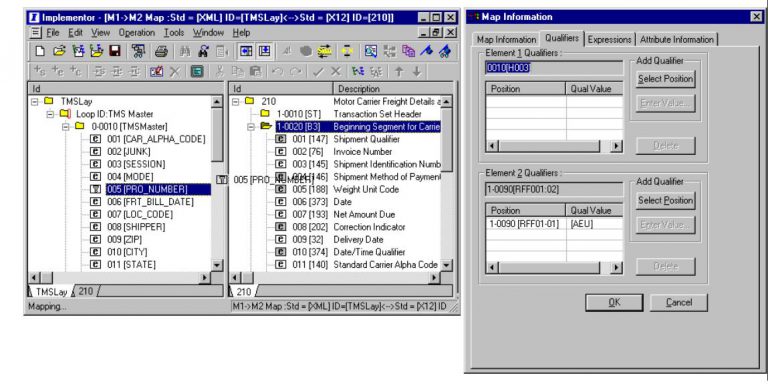 Implementor - [M1->M2 Map :Std = [XML] ID=[TMSLay]<-->Std = [X12] ID=[210]]
File Edit View Operation Tools Window Help
Id
TMSLay
Loop ID:TMS Master
0-0010 [TMSMaster]
001 [CAR_ALPHA_CODE]
002 [JUNK]
003 [SESSION]
004 [MODE]
005 [PRO_NUMBER]
006 [FRT_BILL_DATE]
007 [LOC_CODE]
008 [SHIPPER]
009 [ZIP]
010 [CITY]
011 [STATE]
TMSLay 210
Mapping...
005 [PRO_NUMBER]
Id Description
210 Motor Carrier Freight Details a
1-0010 [ST] Transaction Set Header
1-0020 [B3] Beginning Segment for Carrie
001 [147] Shipment Qualifier
002 [76] Invoice Number
003 [145] Shipment Identification Numb
[146] Shipment Method of Payment
005 [188] Weight Unit Code
006 [373] Date
007 [193] Net Amount Due
008 [202] Correction Indicator
009 [32] Delivery Date
010 [374] Date/Time Qualifier
011 [140] Standard Carrier Alpha Code
210
M1->M2 Map :Std = [XML] ID=[TMSLay]<-->Std = [X12] ID
Map Information
Map Information Qualifiers Expressions Attribute Information
Element 1 Qualifiers :
0010[H003'
Position Qual Value
Add Qualifier
Select Position
Enter Value...
Delete
Element 2 Qualifiers :
1-0090(RFF001:02]
Position Qual Value
1-0090 [RFF01-01] [AEU]
Add Qualifier
Select Position
Enter Value...
Delete
OK Cancel